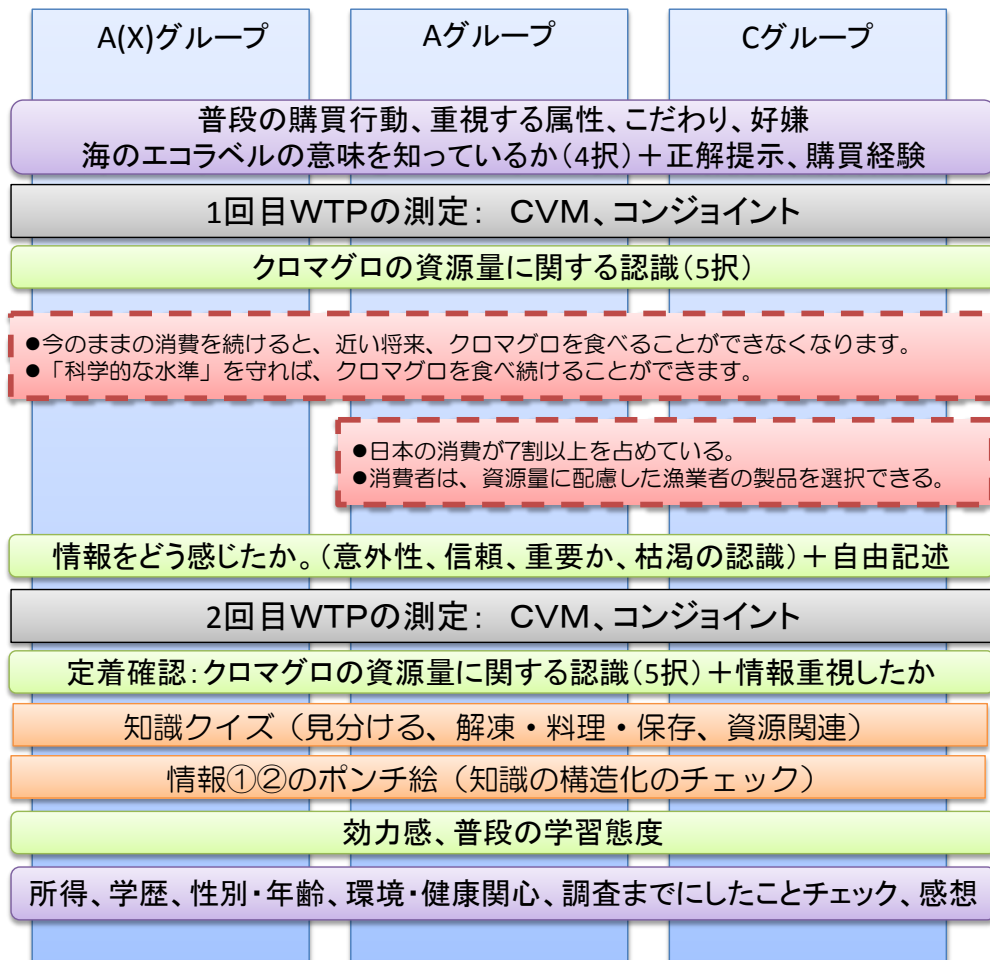 A(X)グループ
Aグループ
Cグループ
普段の購買行動、重視する属性、こだわり、好嫌
海のエコラベルの意味を知っているか(4択)+正解提示、購買経験
1回目WTPの測定: CVM、コンジョイント
クロマグロの資源量に関する認識(5択)
●今のままの消費を続けると、近い将来、クロマグロを食べることができなくなります。
●「科学的な水準」を守れば、クロマグロを食べ続けることができます。
●日本の消費が7割以上を占めている。
●消費者は、資源量に配慮した漁業者の製品を選択できる。
情報をどう感じたか。(意外性、信頼、重要か、枯渇の認識)+自由記述
2回目WTPの測定: CVM、コンジョイント
定着確認:クロマグロの資源量に関する認識(5択)+情報重視したか
知識クイズ(見分ける、解凍・料理・保存、資源関連)
情報①②のポンチ絵(知識の構造化のチェック)
効力感、普段の学習態度
所得、学歴、性別・年齢、環境・健康関心、調査までにしたことチェック、感想